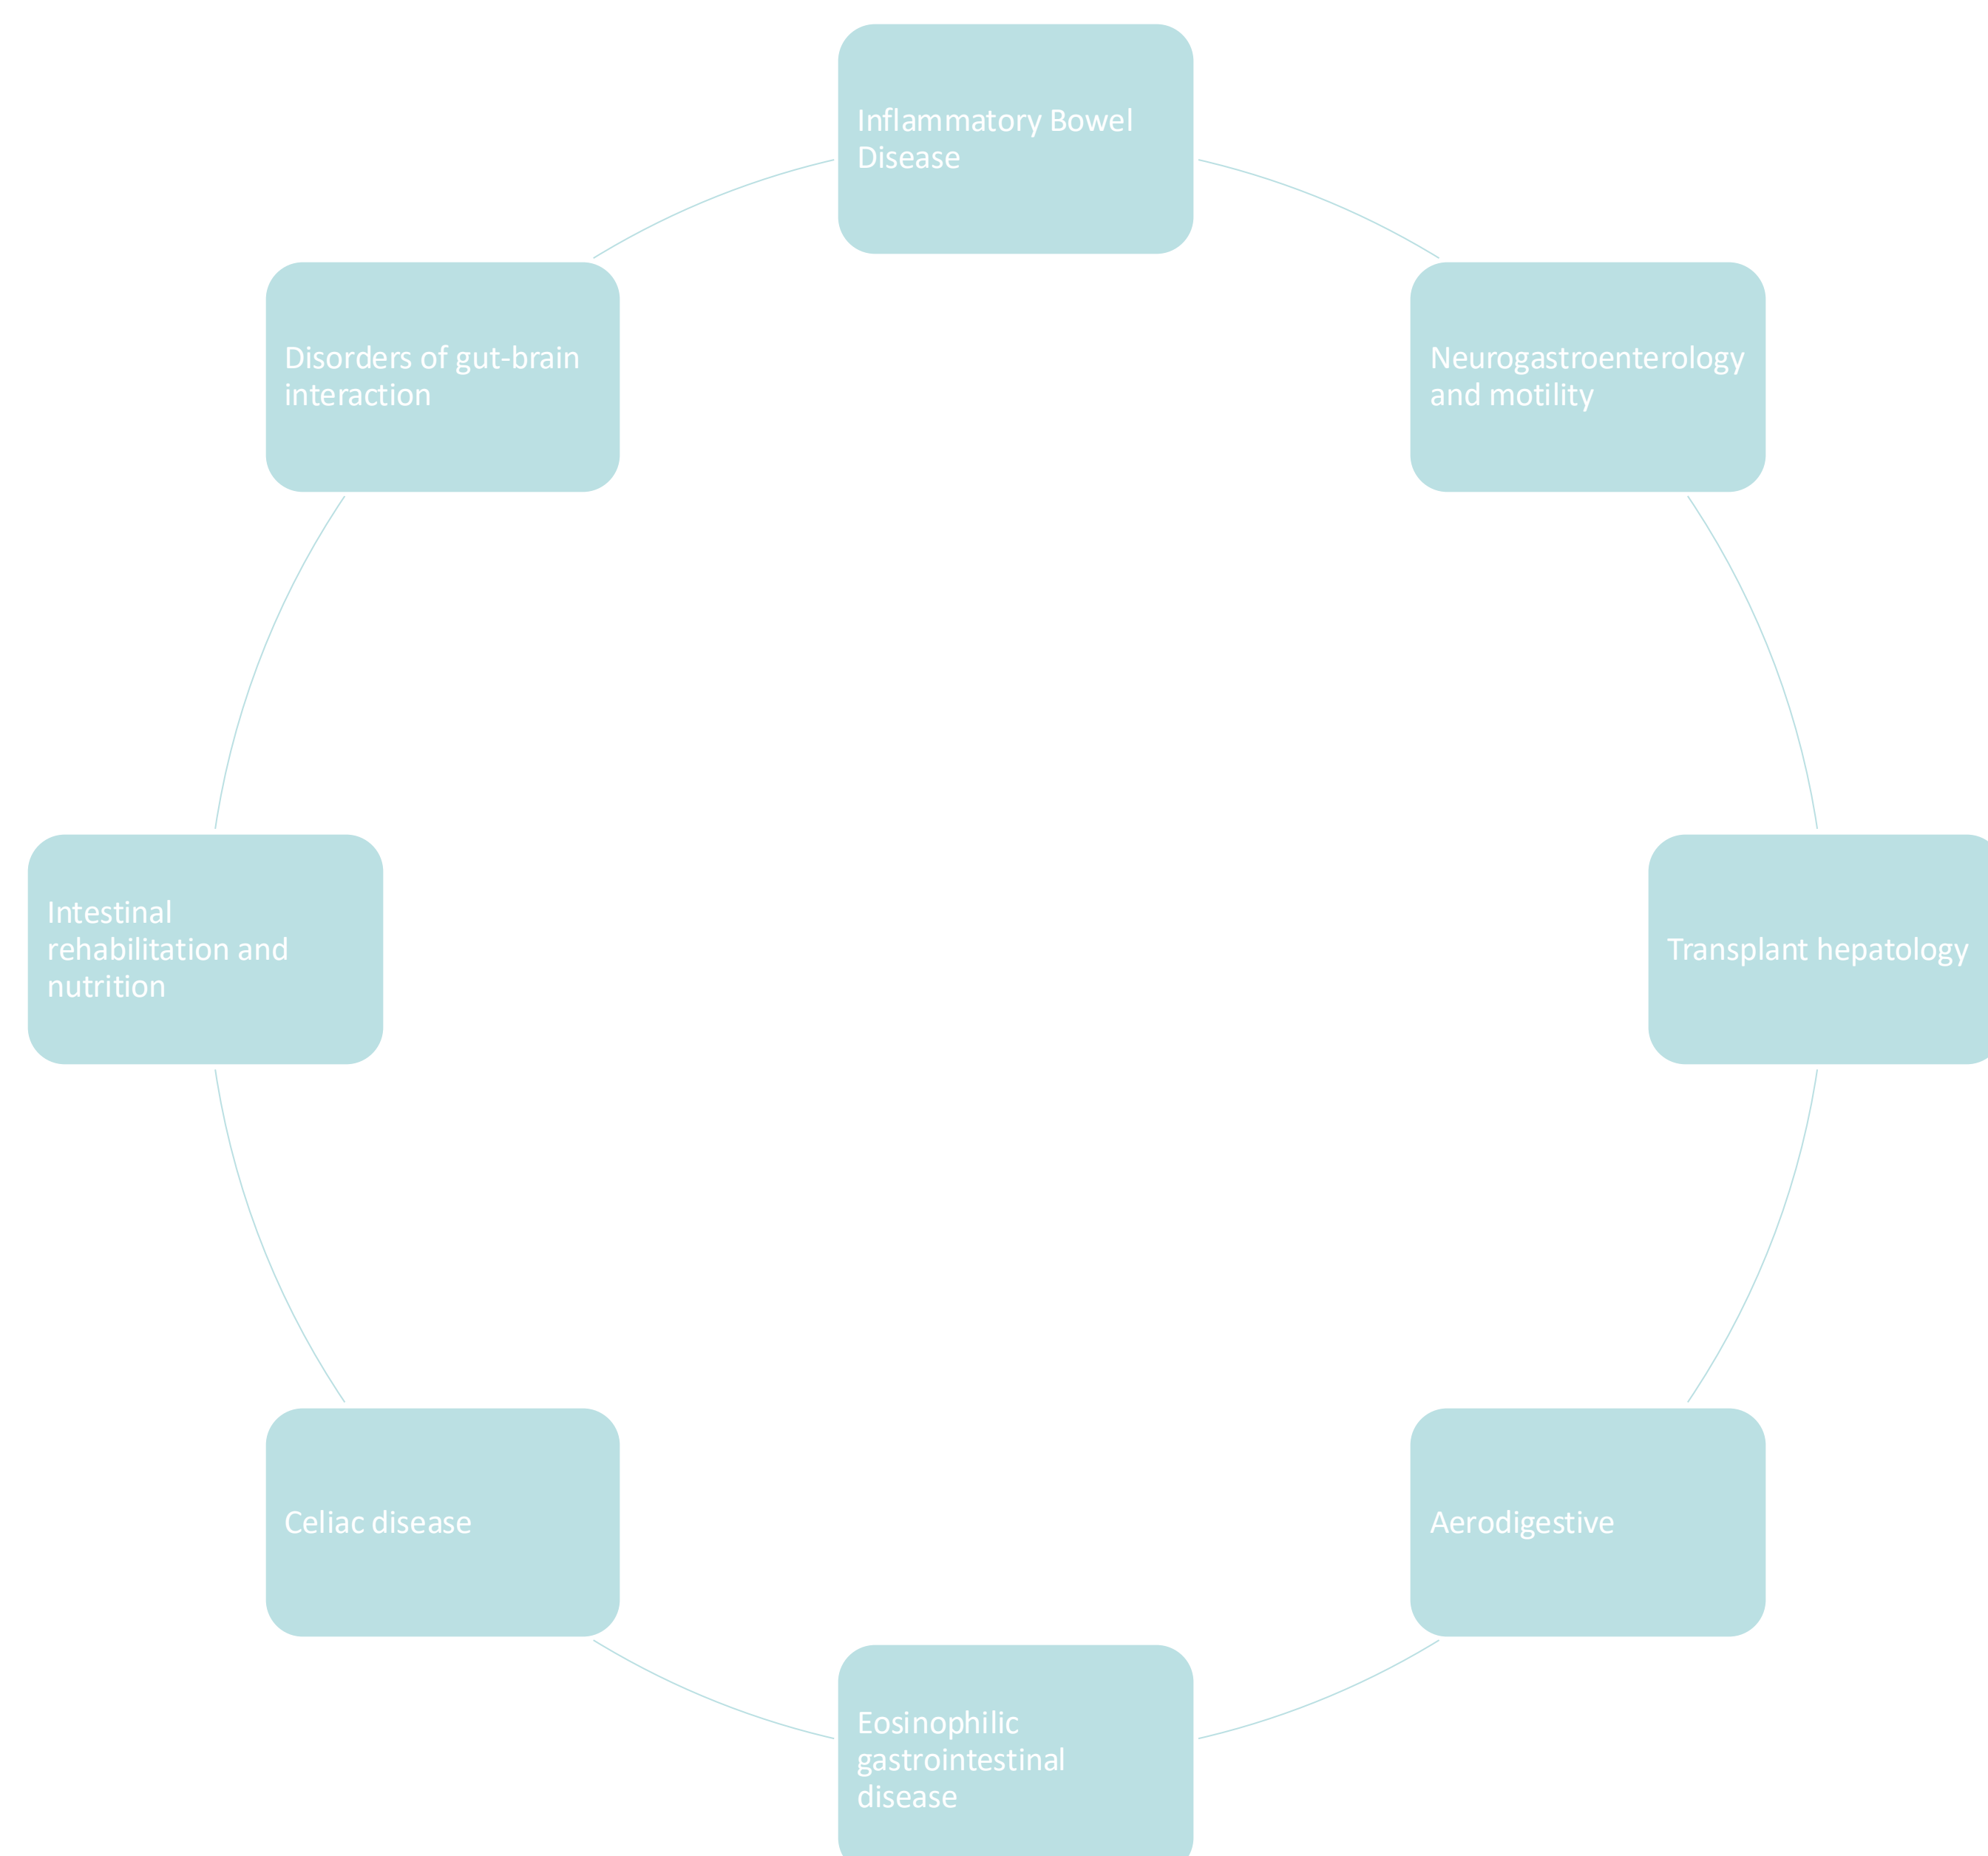 Inflammatory Bowel
Disease
Neurogastroenterology
and motility
Transplant hepatology
Aerodigestive
Eosinophilic
gastrointestinal
disease
Celiac disease
Intestinal
rehabilitation and
nutrition
Disorders of gut-brain
interaction